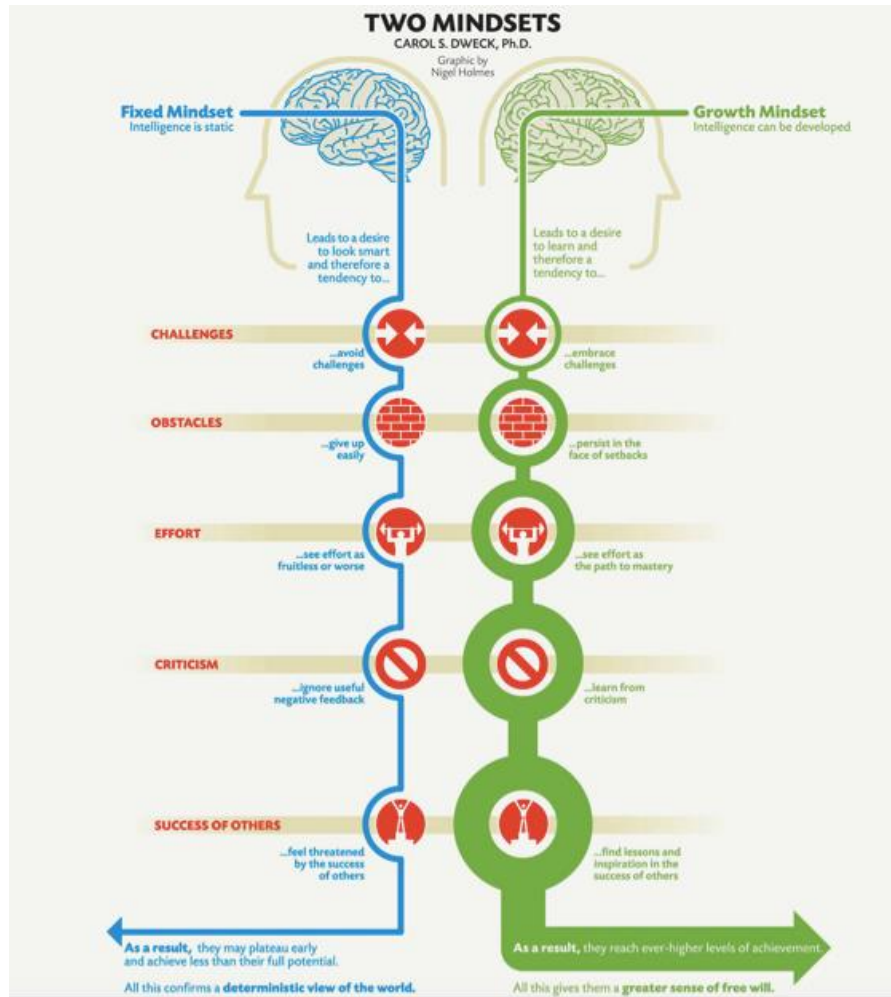 TWO MINDSETS
CAROL S. DWECK, Ph.D.
Graphic by
Nigel Holmes
Fixed Mindset
Intelligence is static
Growth Mindset
Intelligence can be developed
Leads to a desire
to look smart
and therefore a
tendency to...
Leads to a desire
to learn and
therefore a
tendency to...
CHALLENGES
...avoid
challenges
...embrace
challenges
OBSTACLES
...give up
easily
...persist in the
face of setbacks
EFFORT
...see effort as
fruitless or worse
...see effort as
the path to mastery
CRITICISM
...ignore useful
negative feedback
...learn from
criticism
SUCCESS OF OTHERS
...feel threatened
by the success
of others
...find lessons and
inspiration in the
success of others
As a result, they may plateau early
and achieve less than their full potential.
All this confirms a deterministic view of the world.
As a result, they reach ever-higher levels of achievement.
All this gives them a greater sense of free will.